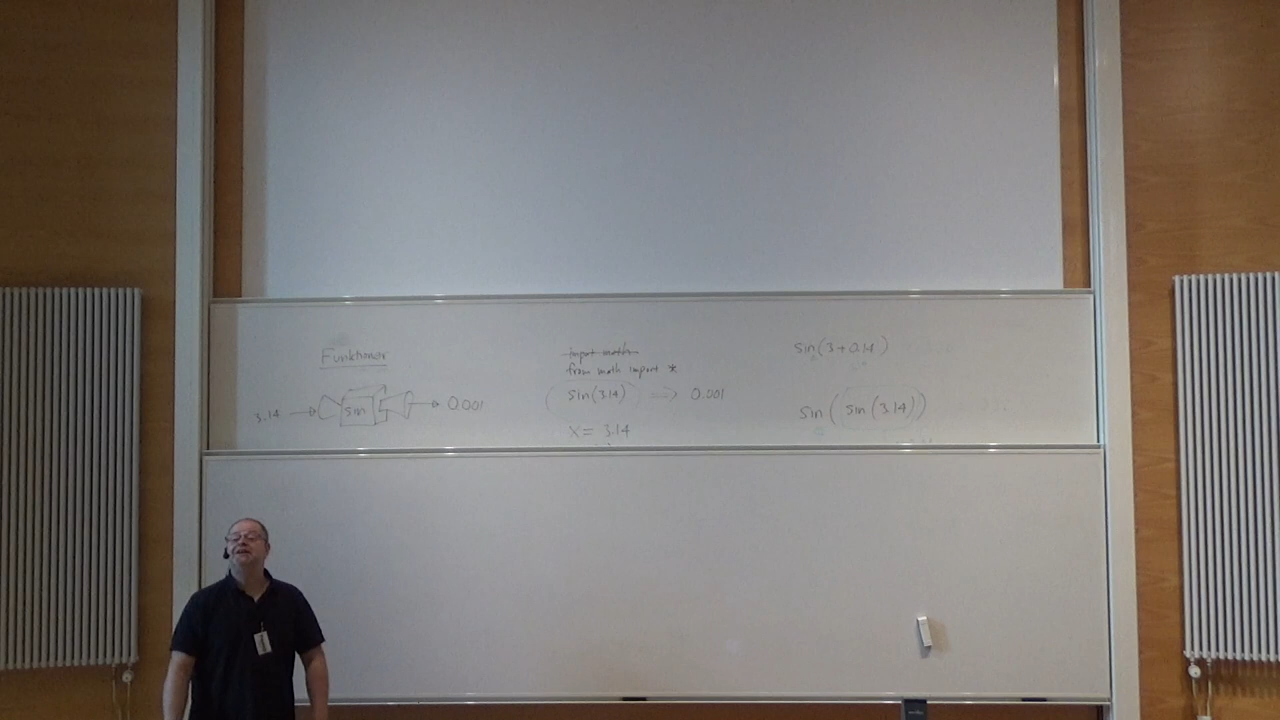 Funktioner
3.14 → sin → 0.001
import math
from math import *
sin(3.14) => 0.001
x = 3.14
sin(3+0.14)
sin(sin(3.14))